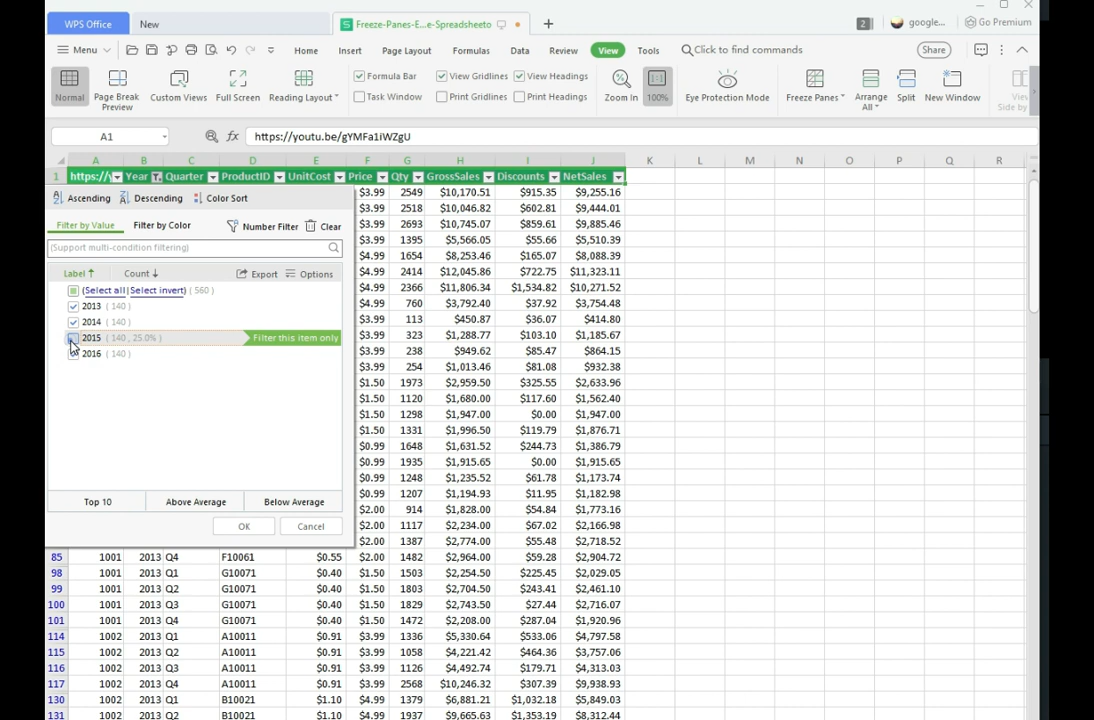 WPS Office New Freeze-Panes-E...e-Spreadsheeto 2 google... Go Premium
Menu Home Insert Page Layout Formulas Data Review View Tools Click to find commands Share
Normal Page Break Preview Custom Views Full Screen Reading Layout Formula Bar View Gridlines View Headings Zoom In 100% Eye Protection Mode Freeze Panes Arrange All Split New Window
Task Window Print Gridlines Print Headings
A1 fx https://youtu.be/gYMFa1iWZgU
A B C D E F G H I J K L M N O P Q R
1 https://y Year Quarter ProductID UnitCost Price Qty GrossSales Discounts NetSales
$3.99 2549 $10,170.51 $915.35 $9,255.16
Ascending Descending Color Sort
$3.99 2518 $10,046.82 $602.81 $9,444.01
$3.99 2693 $10,745.07 $859.61 $9,885.46
Filter by Value Filter by Color Number Filter Clear
$3.99 1395 $5,566.05 $55.66 $5,510.39
(Support multi-condition filtering)
$4.99 1654 $8,253.46 $165.07 $8,088.39
$4.99 2414 $12,045.86 $722.75 $11,323.11
Label Count Export Options
$4.99 2366 $11,806.34 $1,534.82 $10,271.52
(Select all|Select invert) ( 560 )
$4.99 760 $3,792.40 $37.92 $3,754.48
2013 ( 140 )
$3.99 113 $450.87 $36.07 $414.80
2014 ( 140 )
$3.99 323 $1,288.77 $103.10 $1,185.67
2015 ( 140 , 25.0% ) Filter this item only
$3.99 238 $949.62 $85.47 $864.15
2016 ( 140 )
$3.99 254 $1,013.46 $81.08 $932.38
$1.50 1973 $2,959.50 $325.55 $2,633.96
$1.50 1120 $1,680.00 $117.60 $1,562.40
$1.50 1298 $1,947.00 $0.00 $1,947.00
$1.50 1331 $1,996.50 $119.79 $1,876.71
$0.99 1648 $1,631.52 $244.73 $1,386.79
$0.99 1935 $1,915.65 $0.00 $1,915.65
$0.99 1248 $1,235.52 $61.78 $1,173.74
$0.99 1207 $1,194.93 $11.95 $1,182.98
Top 10 Above Average Below Average
$2.00 914 $1,828.00 $54.84 $1,773.16
$2.00 1117 $2,234.00 $67.02 $2,166.98
OK Cancel
$2.00 1387 $2,774.00 $55.48 $2,718.52
85 1001 2013 Q4 F10061 $0.55 $2.00 1482 $2,964.00 $59.28 $2,904.72
98 1001 2013 Q1 G10071 $0.40 $1.50 1503 $2,254.50 $225.45 $2,029.05
99 1001 2013 Q2 G10071 $0.40 $1.50 1803 $2,704.50 $243.41 $2,461.10
100 1001 2013 Q3 G10071 $0.40 $1.50 1829 $2,743.50 $27.44 $2,716.07
101 1001 2013 Q4 G10071 $0.40 $1.50 1472 $2,208.00 $287.04 $1,920.96
114 1002 2013 Q1 A10011 $0.91 $3.99 1336 $5,330.64 $533.06 $4,797.58
115 1002 2013 Q2 A10011 $0.91 $3.99 1058 $4,221.42 $464.36 $3,757.06
116 1002 2013 Q3 A10011 $0.91 $3.99 1126 $4,492.74 $179.71 $4,313.03
117 1002 2013 Q4 A10011 $0.91 $3.99 2568 $10,246.32 $307.39 $9,938.93
130 1002 2013 Q1 B10021 $1.10 $4.99 1379 $6,881.21 $1,032.18 $5,849.03
131 1002 2013 Q2 B10021 $1.10 $4.99 1937 $9,665.63 $1,353.19 $8,312.44